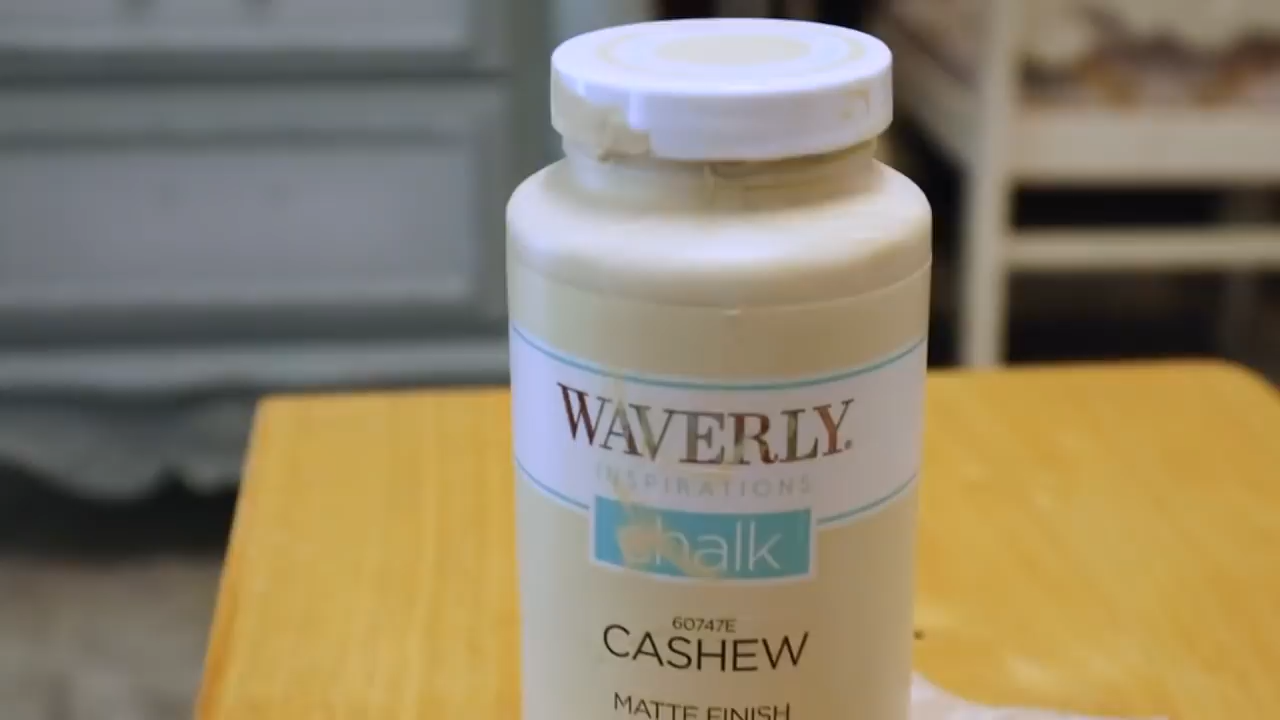 WAVERLY®
INSPIRATIONS
chalk
60747E
CASHEW
MATTE FINISH